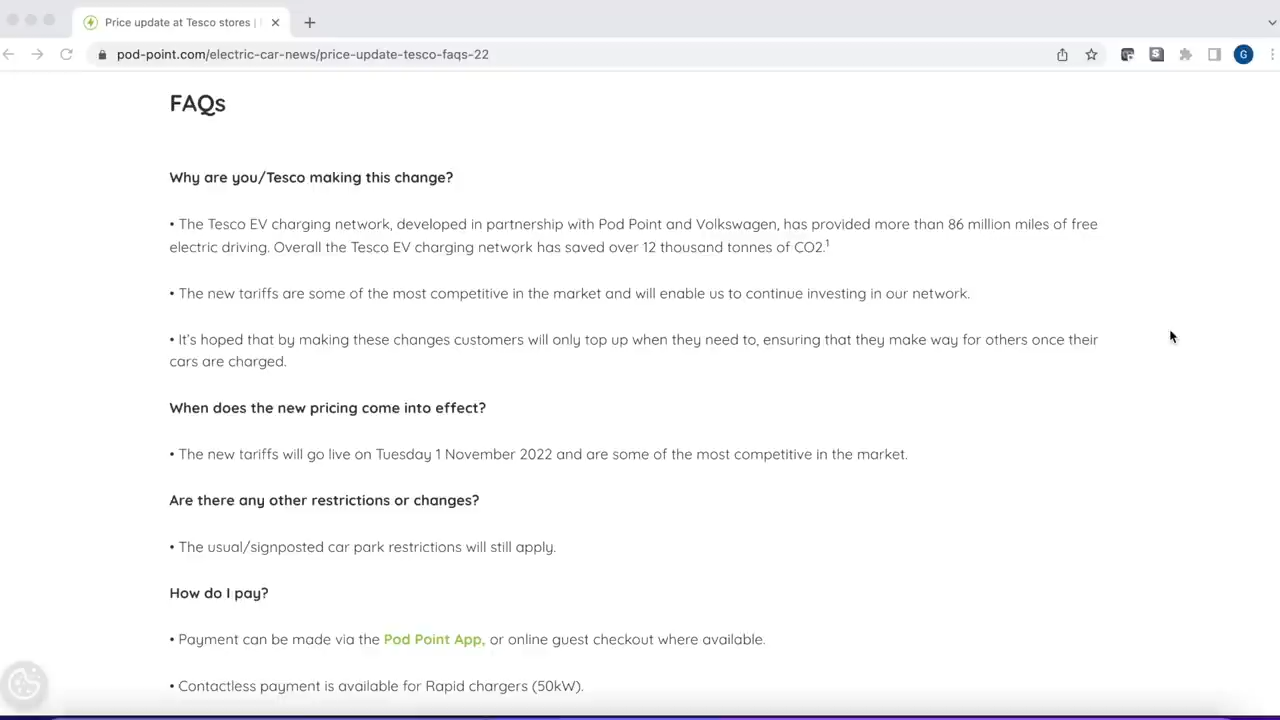 Price update at Tesco stores |
pod-point.com/electric-car-news/price-update-tesco-faqs-22
G
FAQs
Why are you/Tesco making this change?
• The Tesco EV charging network, developed in partnership with Pod Point and Volkswagen, has provided more than 86 million miles of free
electric driving. Overall the Tesco EV charging network has saved over 12 thousand tonnes of CO2.¹
• The new tariffs are some of the most competitive in the market and will enable us to continue investing in our network.
• It's hoped that by making these changes customers will only top up when they need to, ensuring that they make way for others once their
cars are charged.
When does the new pricing come into effect?
• The new tariffs will go live on Tuesday 1 November 2022 and are some of the most competitive in the market.
Are there any other restrictions or changes?
• The usual/signposted car park restrictions will still apply.
How do I pay?
• Payment can be made via the Pod Point App, or online guest checkout where available.
• Contactless payment is available for Rapid chargers (50kW).